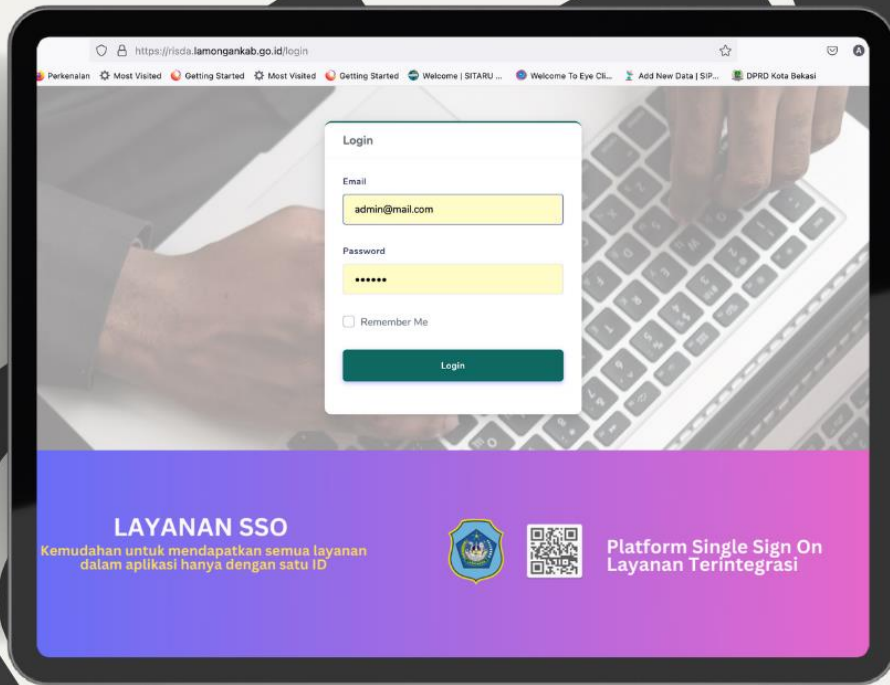 https://risda.lamongankab.go.id/login
Perkenalan Most Visited Getting Started Most Visited Getting Started Welcome | SITARU ... Welcome To Eye Cli... Add New Data | SIP... DPRD Kota Bekasi
Login
Email
admin@mail.com
Password
••••••
Remember Me
Login
LAYANAN SSO
Kemudahan untuk mendapatkan semua layanan
dalam aplikasi hanya dengan satu ID
Platform Single Sign On
Layanan Terintegrasi